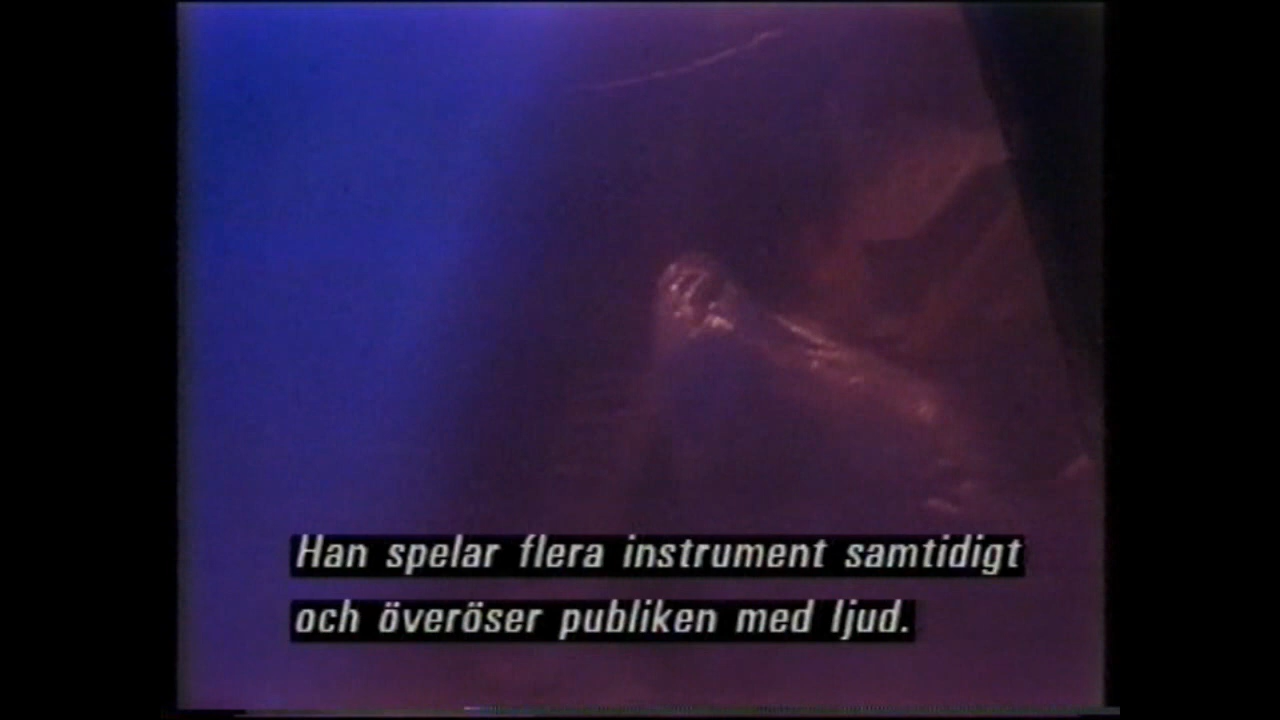 Han spelar flera instrument samtidigt
och överöser publiken med ljud.